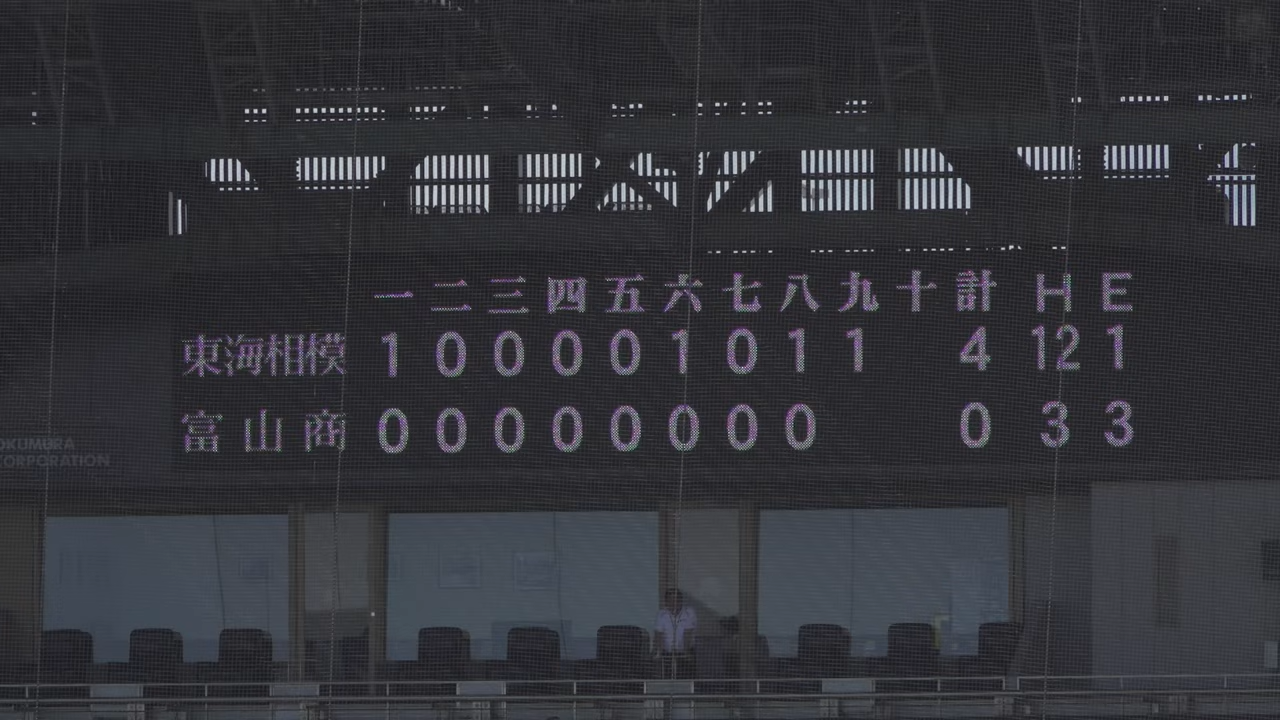 一 二 三 四 五 六 七 八 九 十 計 H E
東海相模 1 0 0 0 0 1 0 1 1 4 12 1
富山商 0 0 0 0 0 0 0 0 0 3 3
OKUMURA
CORPORATION